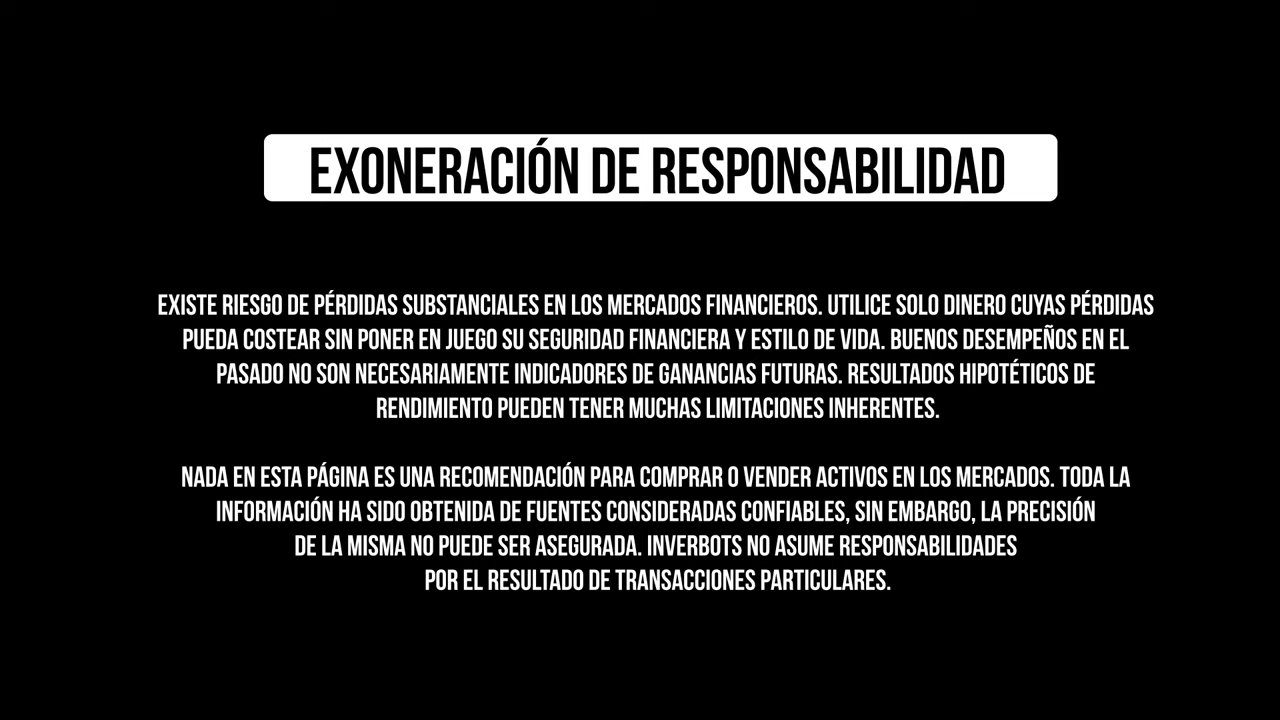 EXONERACIÓN DE RESPONSABILIDAD
EXISTE RIESGO DE PÉRDIDAS SUBSTANCIALES EN LOS MERCADOS FINANCIEROS. UTILICE SOLO DINERO CUYAS PÉRDIDAS
PUEDA COSTEAR SIN PONER EN JUEGO SU SEGURIDAD FINANCIERA Y ESTILO DE VIDA. BUENOS DESEMPEÑOS EN EL
PASADO NO SON NECESARIAMENTE INDICADORES DE GANANCIAS FUTURAS. RESULTADOS HIPOTÉTICOS DE
RENDIMIENTO PUEDEN TENER MUCHAS LIMITACIONES INHERENTES.
NADA EN ESTA PÁGINA ES UNA RECOMENDACIÓN PARA COMPRAR O VENDER ACTIVOS EN LOS MERCADOS. TODA LA
INFORMACIÓN HA SIDO OBTENIDA DE FUENTES CONSIDERADAS CONFIABLES, SIN EMBARGO, LA PRECISIÓN
DE LA MISMA NO PUEDE SER ASEGURADA. INVERBOTS NO ASUME RESPONSABILIDADES
POR EL RESULTADO DE TRANSACCIONES PARTICULARES.